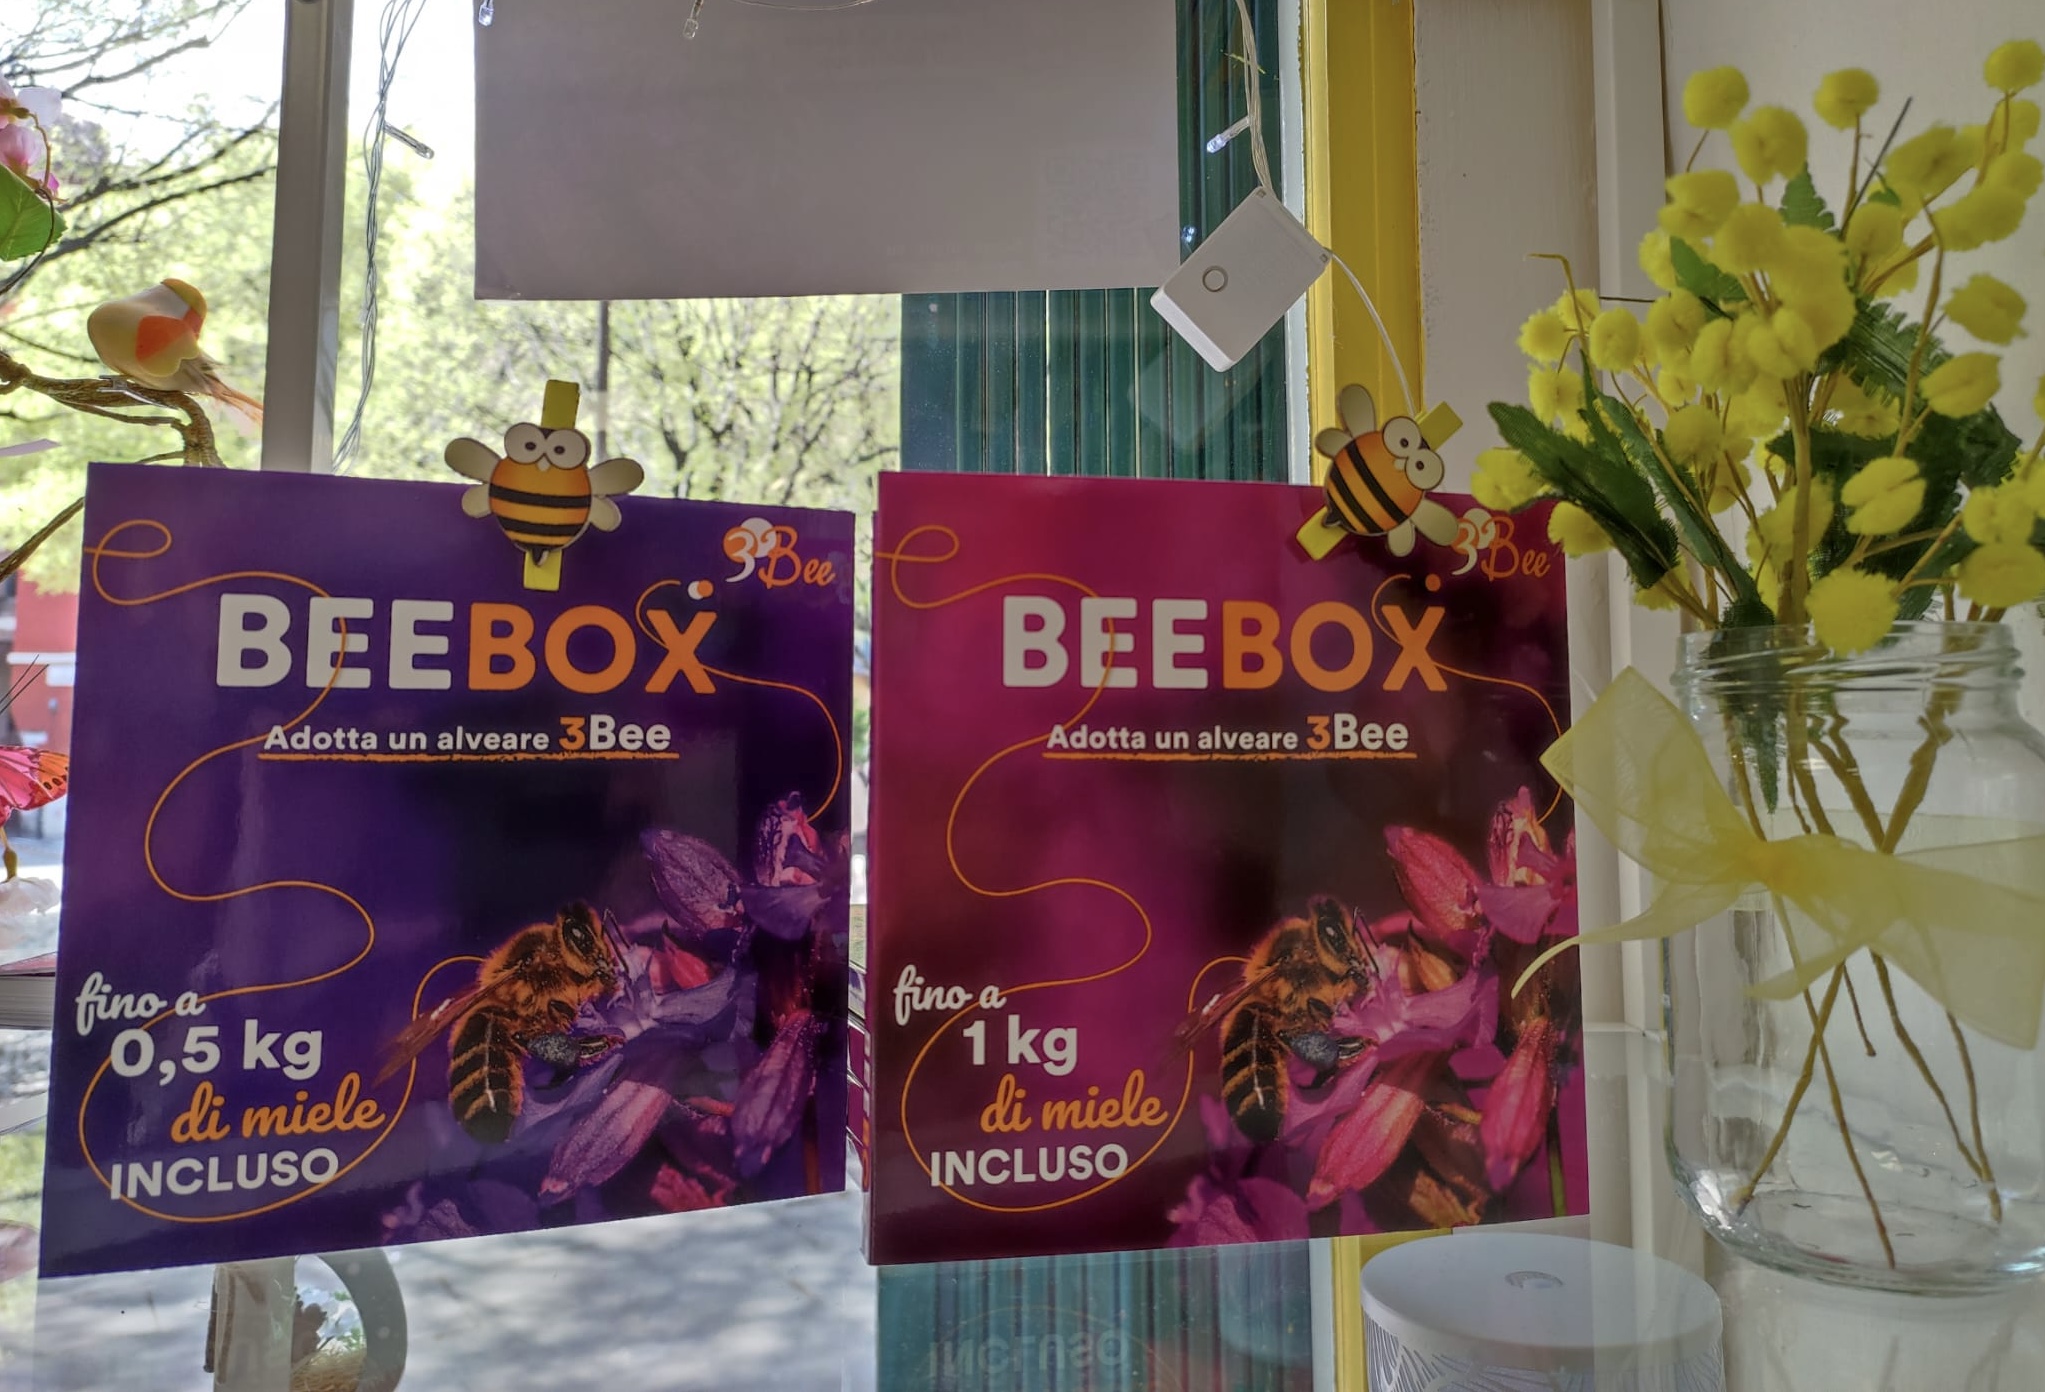 3Bee
BEEBOX
Adotta un alveare 3Bee
fino a
0,5 kg
di miele
INCLUSO
3Bee
BEEBOX
Adotta un alveare 3Bee
fino a
1 kg
di miele
INCLUSO